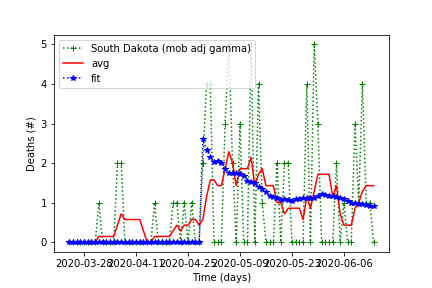 South Dakota (mob adj gamma)
avg
fit
Deaths (#)
5
4
3
2
1
0
2020-03-28
2020-04-11
2020-04-25
2020-05-09
2020-05-23
2020-06-06
Time (days)